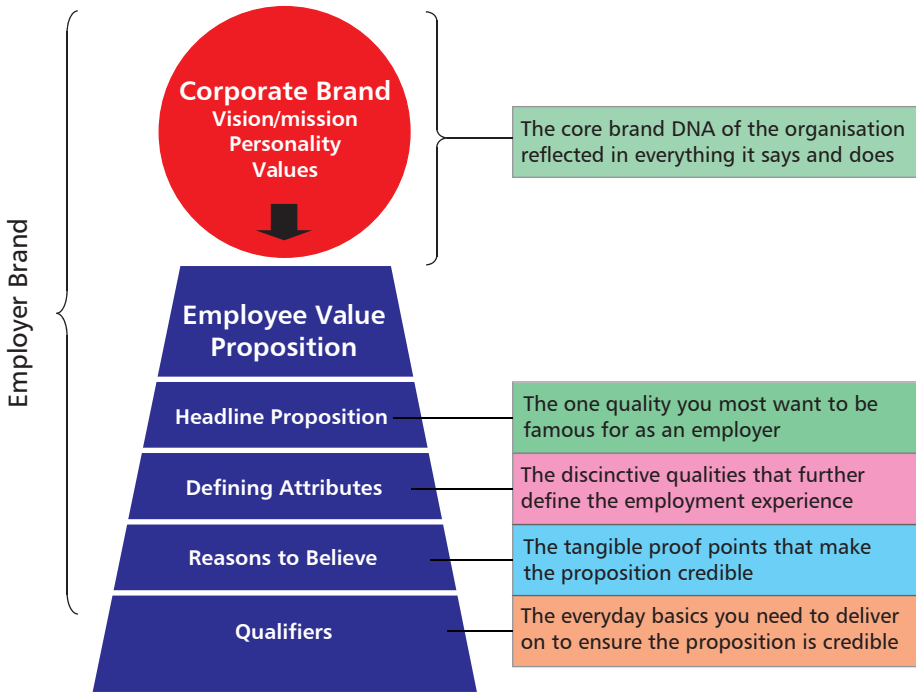 Employer Brand
Corporate Brand
Vision/mission
Personality
Values
The core brand DNA of the organisation
reflected in everything it says and does
Employee Value
Proposition
Headline Proposition
The one quality you most want to be
famous for as an employer
Defining Attributes
The discinctive qualities that further
define the employment experience
Reasons to Believe
The tangible proof points that make
the proposition credible
Qualifiers
The everyday basics you need to deliver
on to ensure the proposition is credible